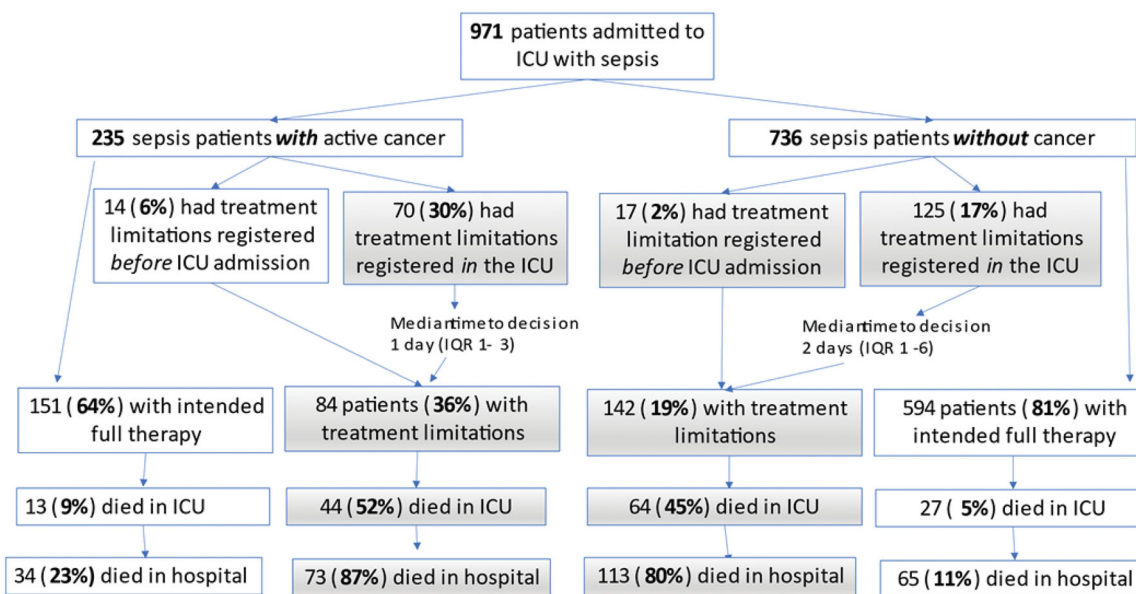 971 patients admitted to
ICU with sepsis
235 sepsis patients with active cancer
736 sepsis patients without cancer
14 (6%) had treatment
limitations registered
before ICU admission
70 (30%) had
treatment limitations
registered in the ICU
17 (2%) had treatment
limitation registered
before ICU admission
125 (17%) had
treatment limitations
registered in the ICU
Median time to decision
1 day (IQR 1- 3)
Median time to decision
2 days (IQR 1 -6)
151 (64%) with intended
full therapy
84 patients (36%) with
treatment limitations
142 (19%) with treatment
limitations
594 patients (81%) with
intended full therapy
13 (9%) died in ICU
44 (52%) died in ICU
64 (45%) died in ICU
27 (5%) died in ICU
34 (23%) died in hospital
73 (87%) died in hospital
113 (80%) died in hospital
65 (11%) died in hospital